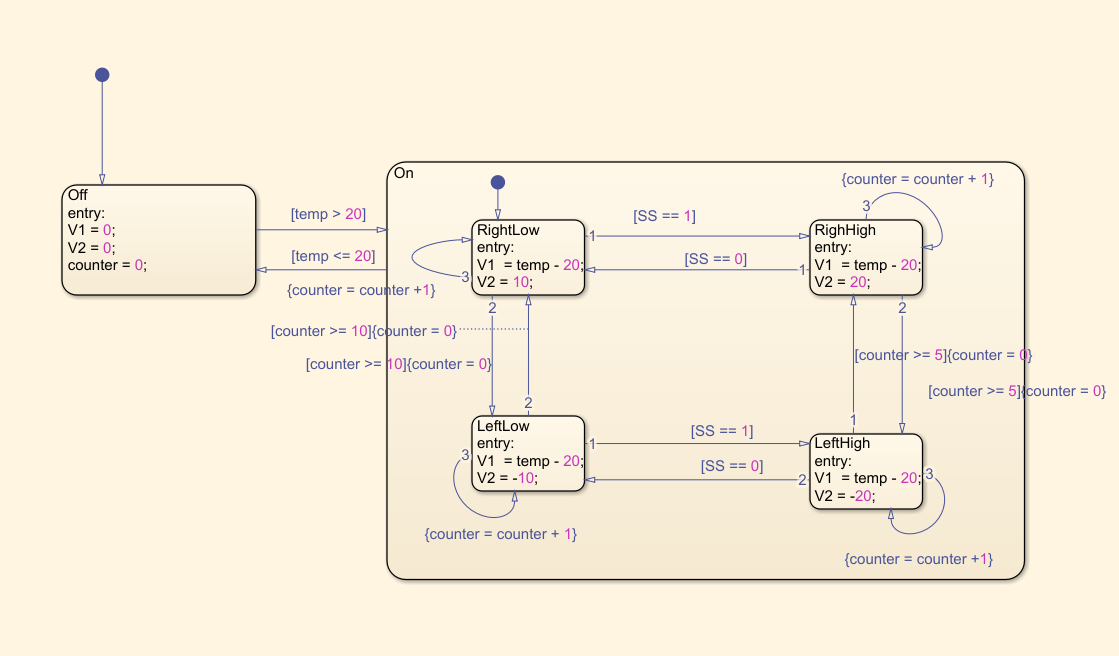 On
{counter = counter + 1}
Off
entry:
V1 = 0;
V2 = 0;
counter = 0;
[temp > 20]
[temp <= 20]
{counter = counter +1}
RightLow
entry:
V1  = temp - 20;
V2 = 10;
1
3
2
[SS == 1]
[SS == 0]
3
RighHigh
entry:
V1  = temp - 20;
V2 = 20;
1
2
[counter >= 10]{counter = 0}
[counter >= 10]{counter = 0}
[counter >= 5]{counter = 0}
[counter >= 5]{counter = 0}
2
1
LeftLow
entry:
V1  = temp - 20;
V2 = -10;
1
3
[SS == 1]
[SS == 0]
LeftHigh
entry:
V1  = temp - 20;
V2 = -20;
2
3
{counter = counter + 1}
{counter = counter +1}